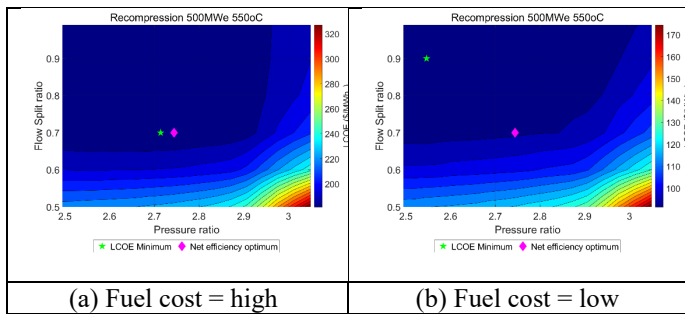 Recompression 500MWe 550oC
Flow Split ratio
0.9
0.8
0.7
0.6
0.5
2.5 2.6 2.7 2.8 2.9 3
Pressure ratio
320
300
280
260
240
220
200
LCOE ($/MWh)
LCOE Minimum Net efficiency optimum
(a) Fuel cost = high
Recompression 500MWe 550oC
Flow Split ratio
0.9
0.8
0.7
0.6
0.5
2.5 2.6 2.7 2.8 2.9 3
Pressure ratio
170
160
150
140
130
120
110
100
LCOE Minimum Net efficiency optimum
(b) Fuel cost = low